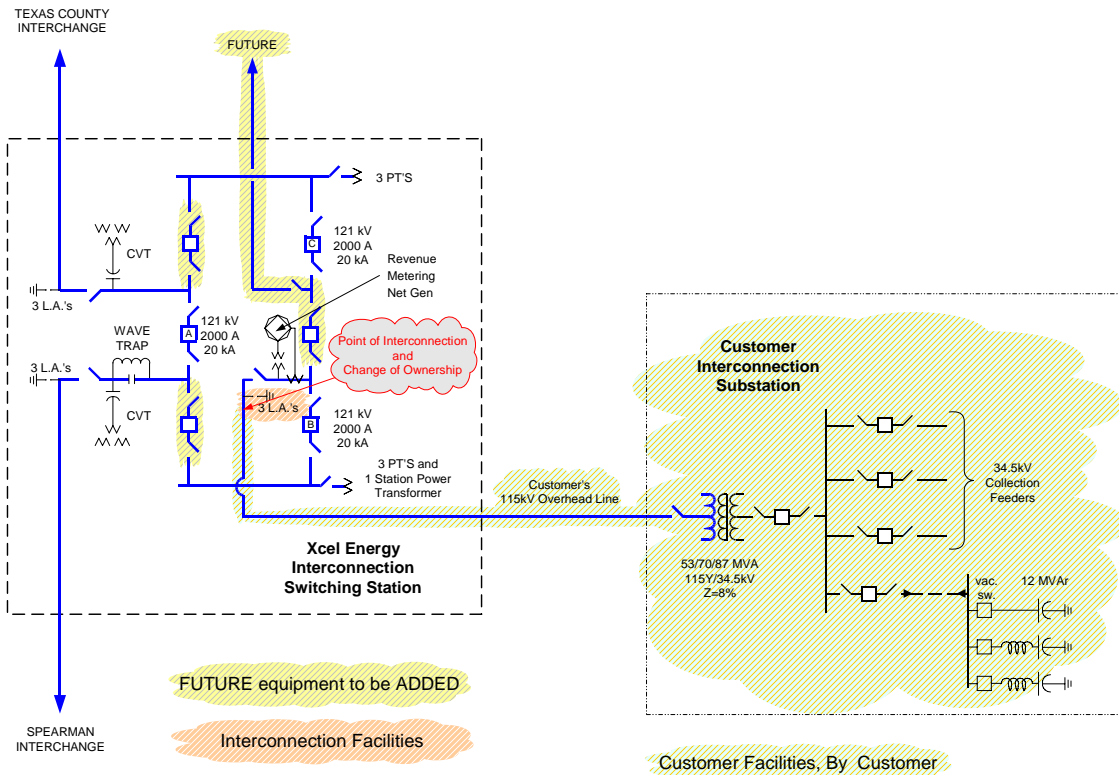 TEXAS COUNTY
INTERCHANGE
FUTURE
3 PT'S
121 kV
2000 A
20 kA
C
Revenue
Metering
Net Gen
CVT
3 L.A.'s
WAVE
TRAP
A
121 kV
2000 A
20 kA
3 L.A.'s
CVT
Point of Interconnection
and
Change of Ownership
3 L.A.'s
B
121 kV
2000 A
20 kA
3 PT'S and
1 Station Power
Transformer
Xcel Energy
Interconnection
Switching Station
Customer's
115kV Overhead Line
Customer
Interconnection
Substation
34.5kV
Collection
Feeders
53/70/87 MVA
115Y/34.5kV
Z=8%
vac.
sw.
12 MVAr
SPEARMAN
INTERCHANGE
FUTURE equipment to be ADDED
Interconnection Facilities
Customer Facilities, By Customer